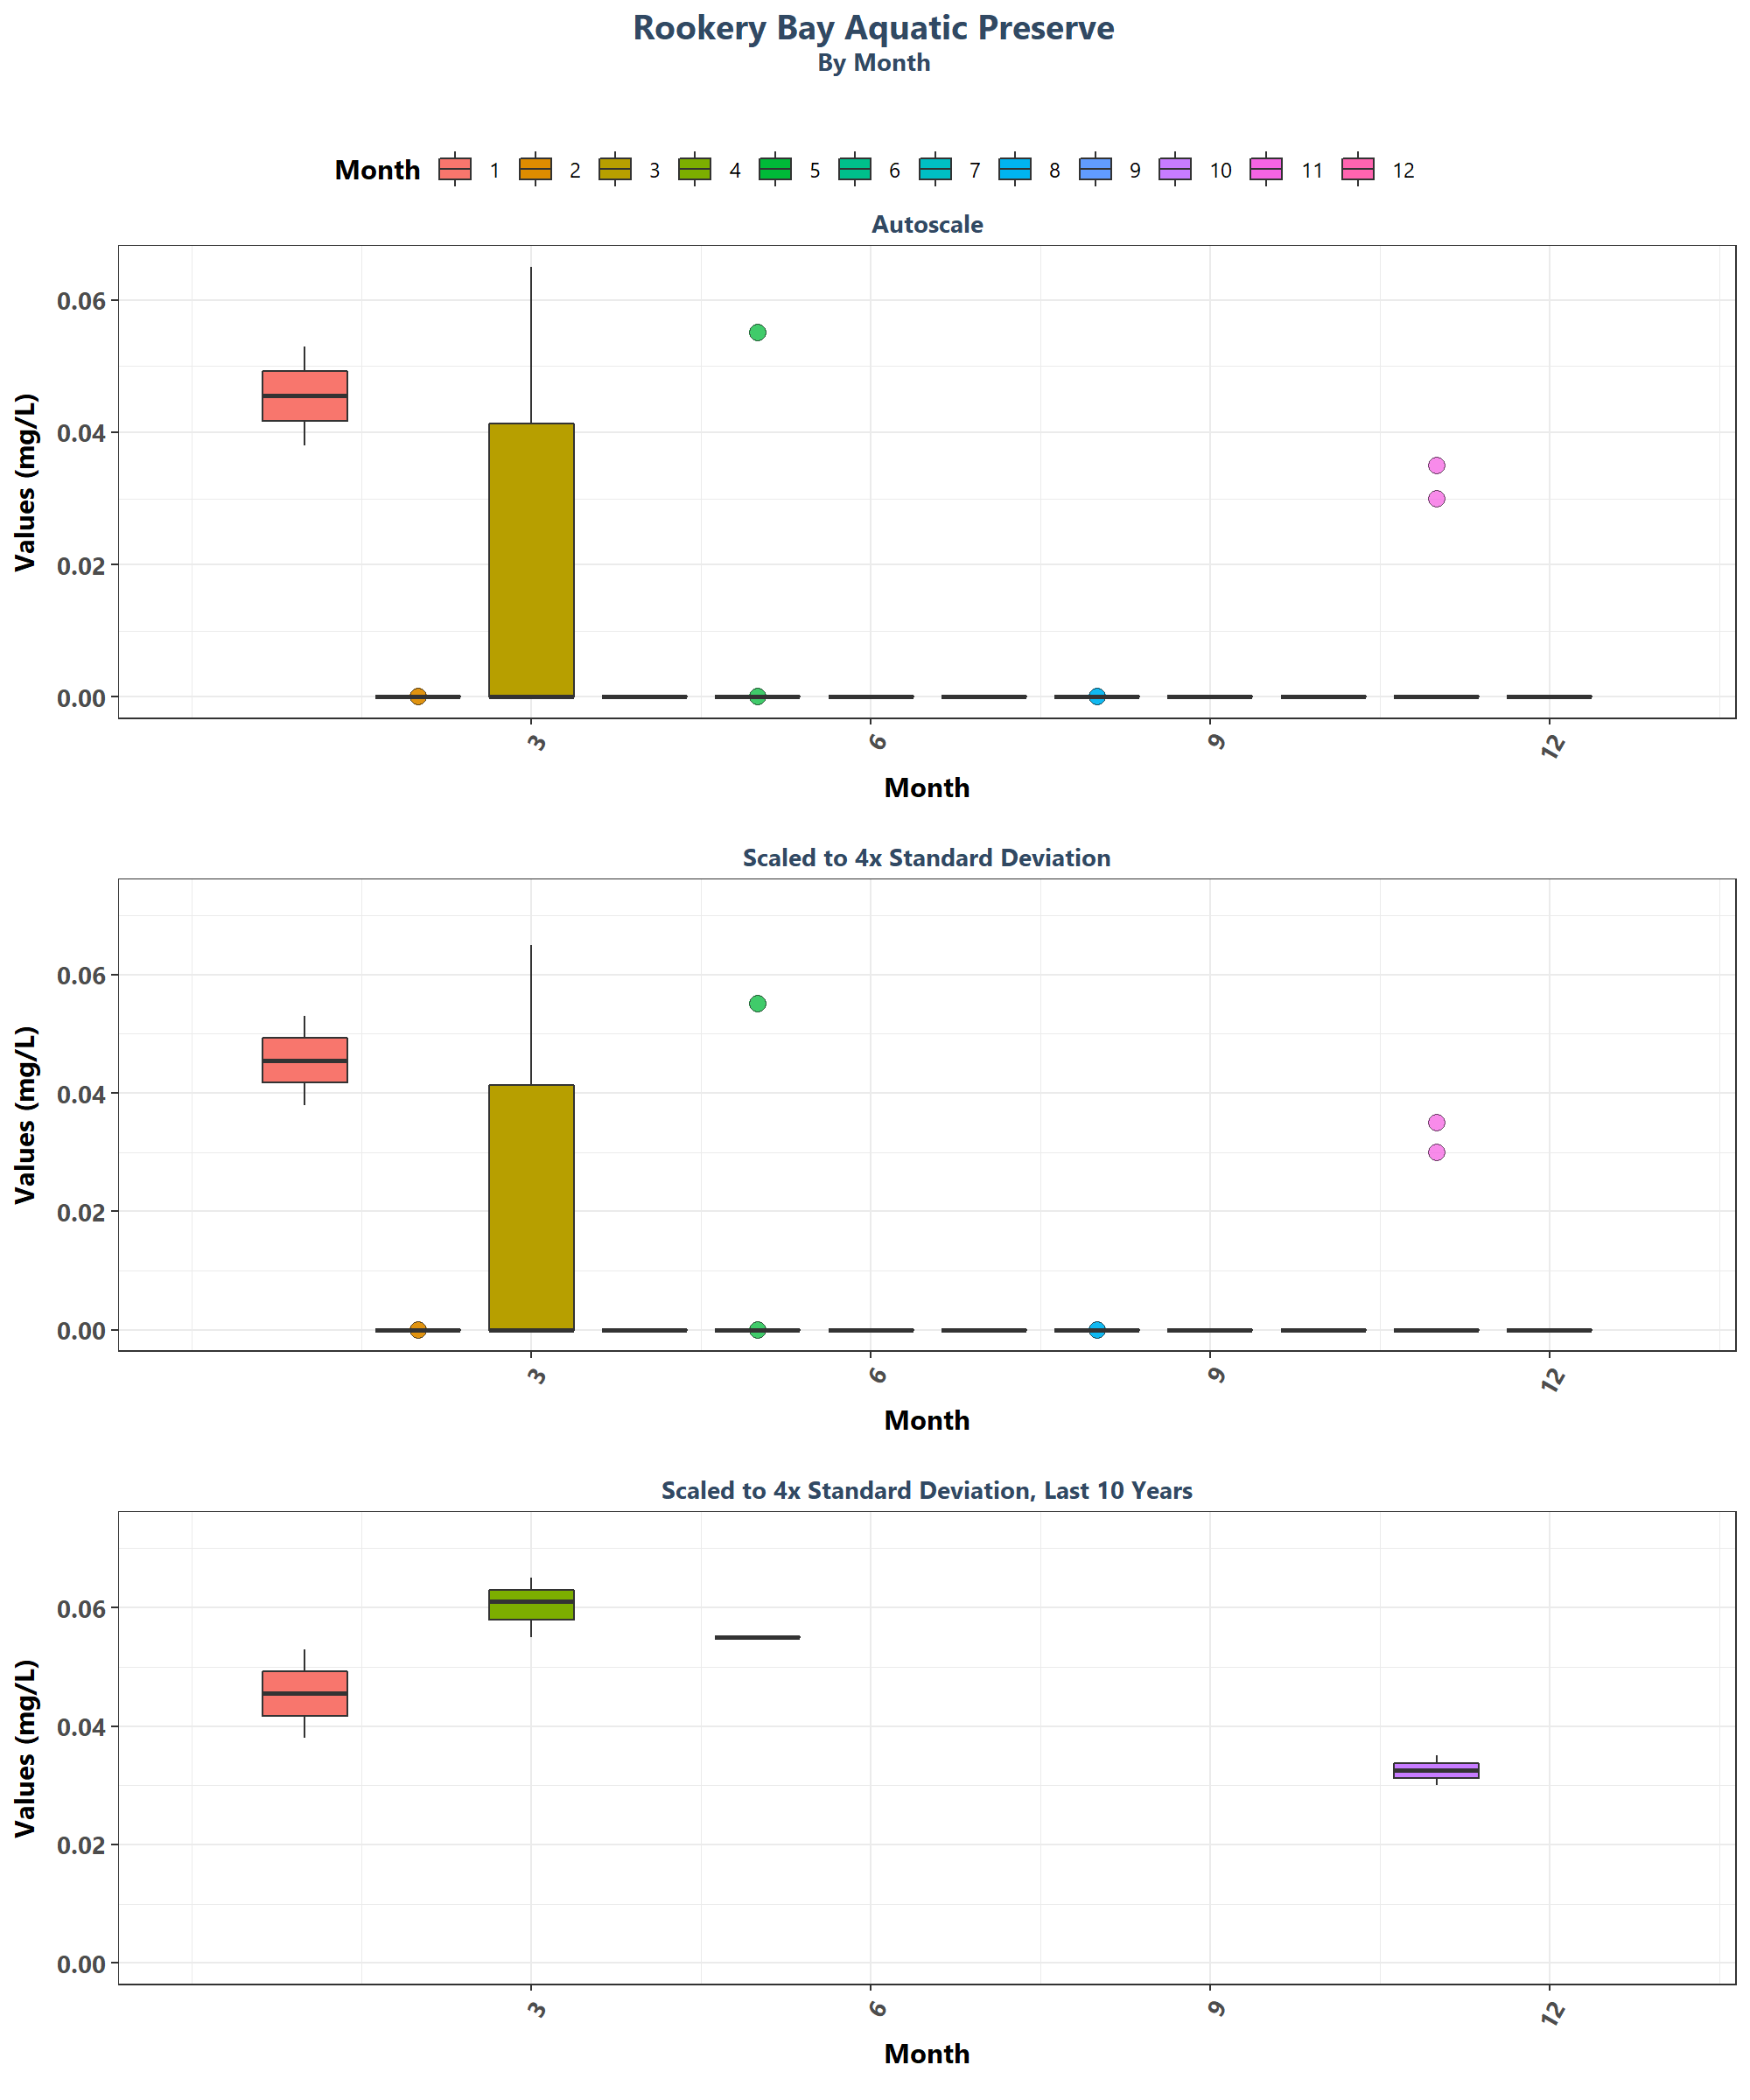 Rookery Bay Aquatic Preserve
By Month
Month 1 2 3 4 5 6 7 8 9 10 11 12
Autoscale
Values (mg/L)
0.06
0.04
0.02
0.00
3 6 9 12
Month
Scaled to 4x Standard Deviation
Values (mg/L)
0.06
0.04
0.02
0.00
3 6 9 12
Month
Scaled to 4x Standard Deviation, Last 10 Years
Values (mg/L)
0.06
0.04
0.02
0.00
3 6 9 12
Month